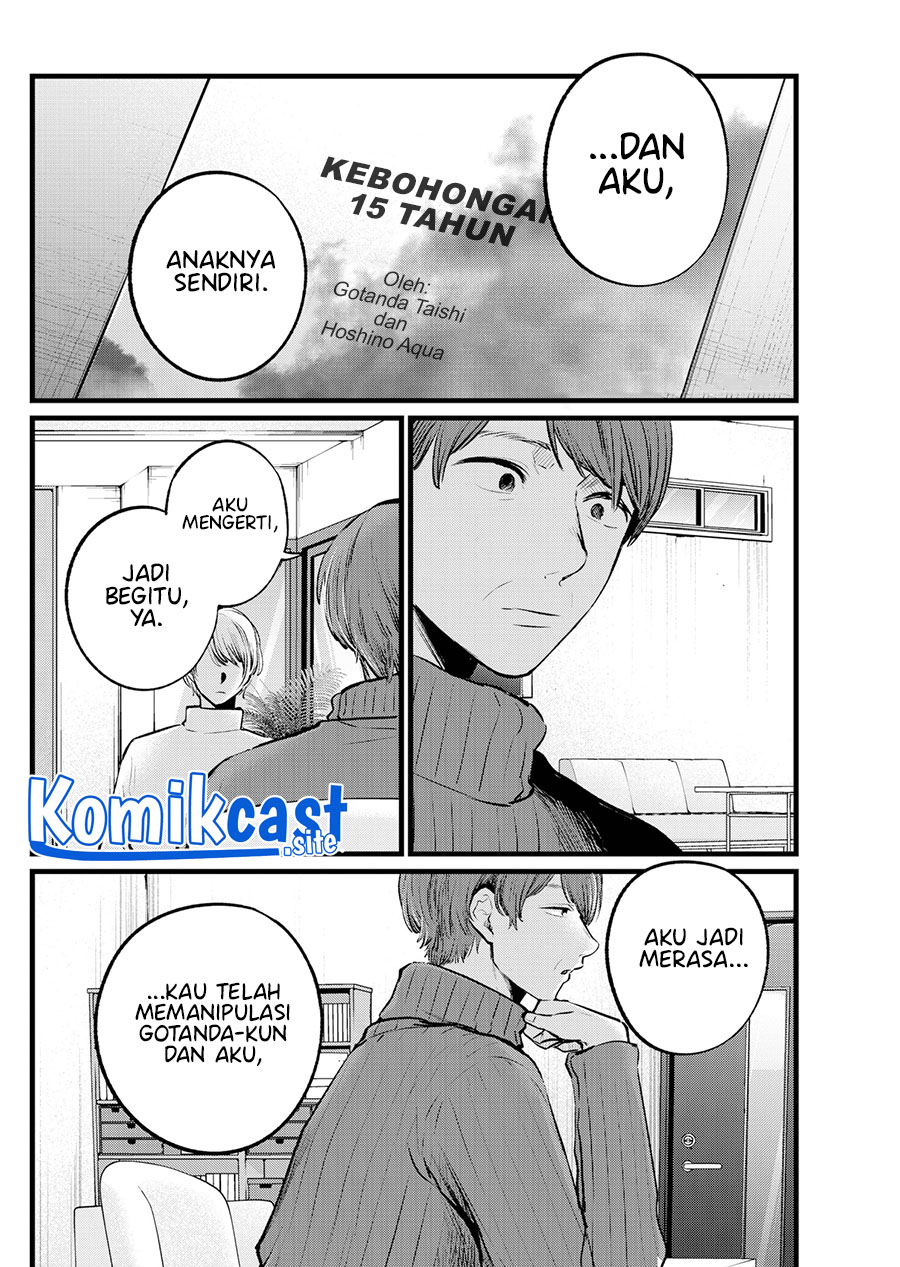 ...DAN
AKU,
KEBOHONGAN
15 TAHUN
Oleh:
Gotanda Taishi
dan
Hoshino Aqua
ANAKNYA
SENDIRI.
AKU
MENGERTI,
JADI
BEGITU,
YA.
Komikcast
.site
AKU JADI
MERASA...
...KAU TELAH
MEMANIPULASI
GOTANDA-KUN
DAN AKU,